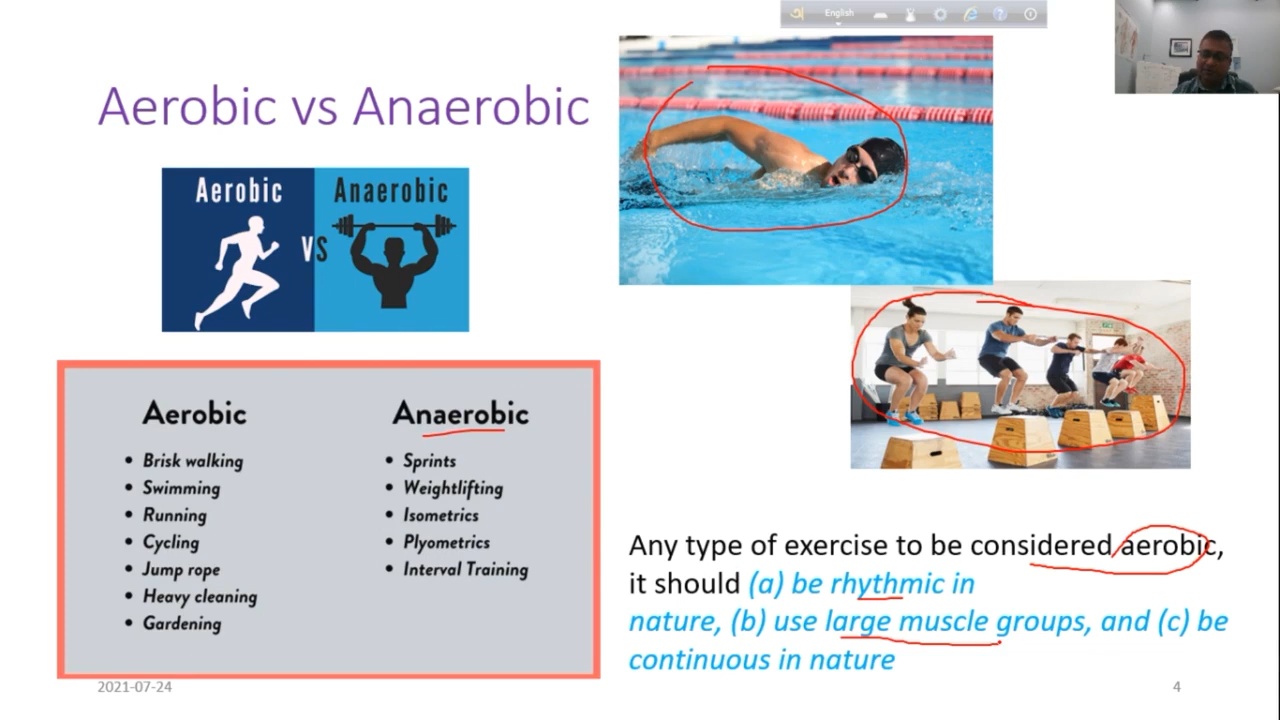 অ English
Aerobic vs Anaerobic
Aerobic
VS
Anaerobic
Aerobic
• Brisk walking
• Swimming
• Running
• Cycling
• Jump rope
• Heavy cleaning
• Gardening
Anaerobic
• Sprints
• Weightlifting
• Isometrics
• Plyometrics
• Interval Training
Any type of exercise to be considered aerobic,
it should (a) be rhythmic in
nature, (b) use large muscle groups, and (c) be
continuous in nature
2021-07-24
4